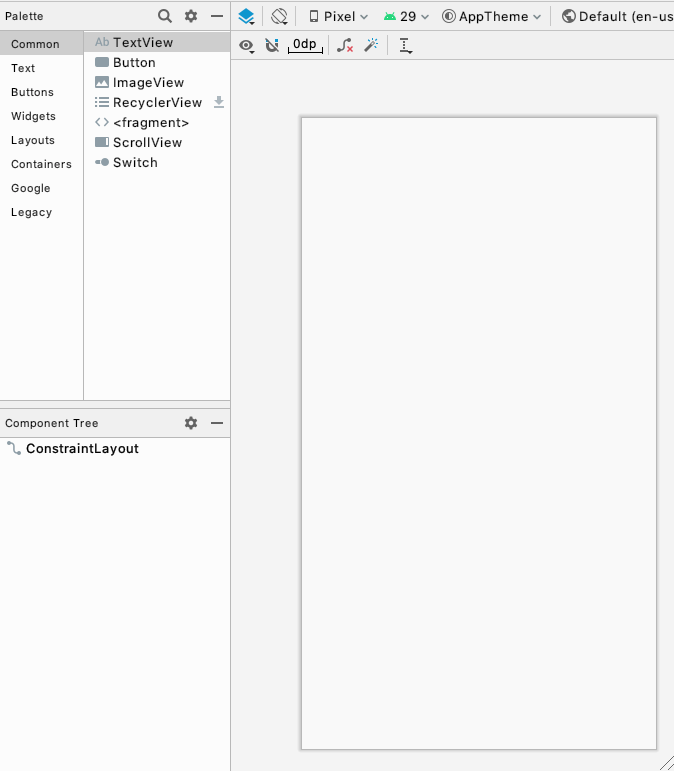 Palette
Pixel 29 AppTheme Default (en-us
Common
Text
Buttons
Widgets
Layouts
Containers
Google
Legacy
Ab TextView
Button
ImageView
RecyclerView
<fragment>
ScrollView
Switch
0dp
Component Tree
ConstraintLayout